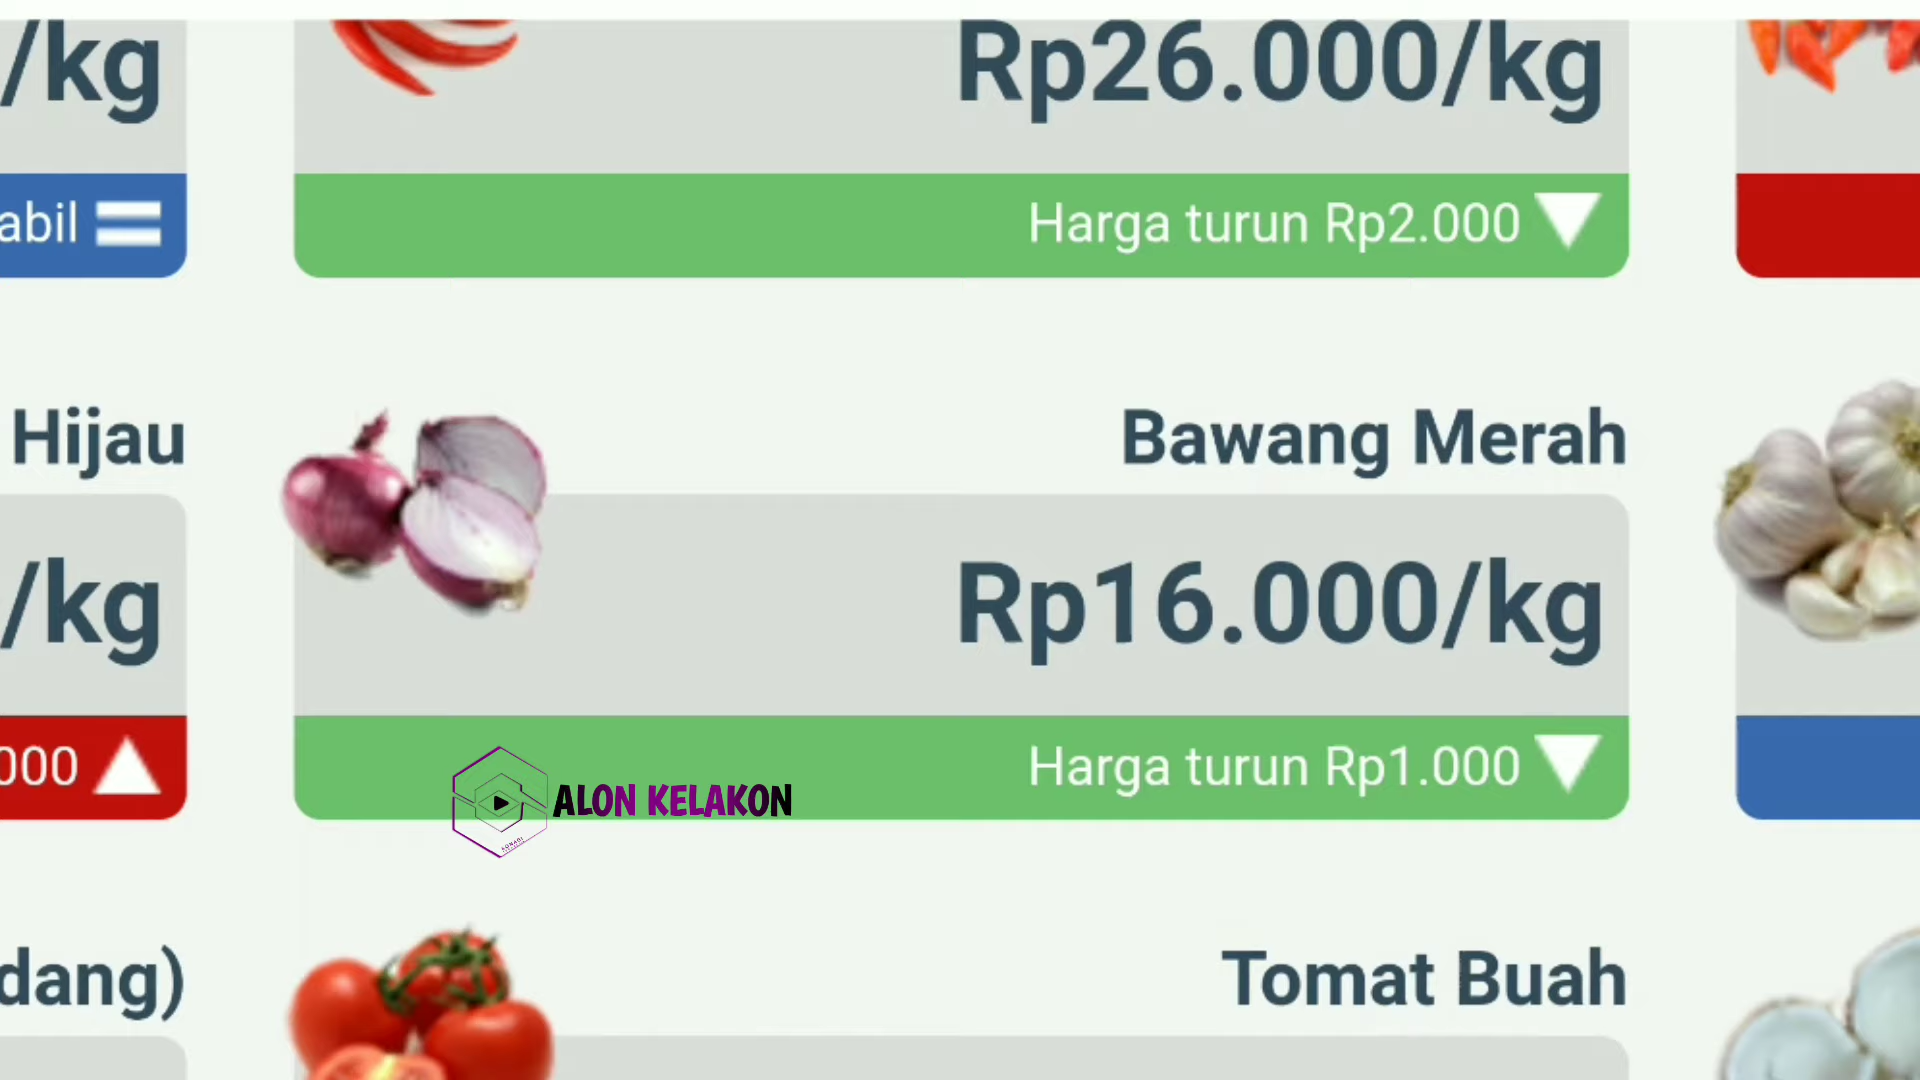 /kg
Rp26.000/kg
abil
Harga turun Rp2.000
Hijau
Bawang Merah
/kg
Rp16.000/kg
000
Harga turun Rp1.000
ALON KELAKON
dang)
Tomat Buah